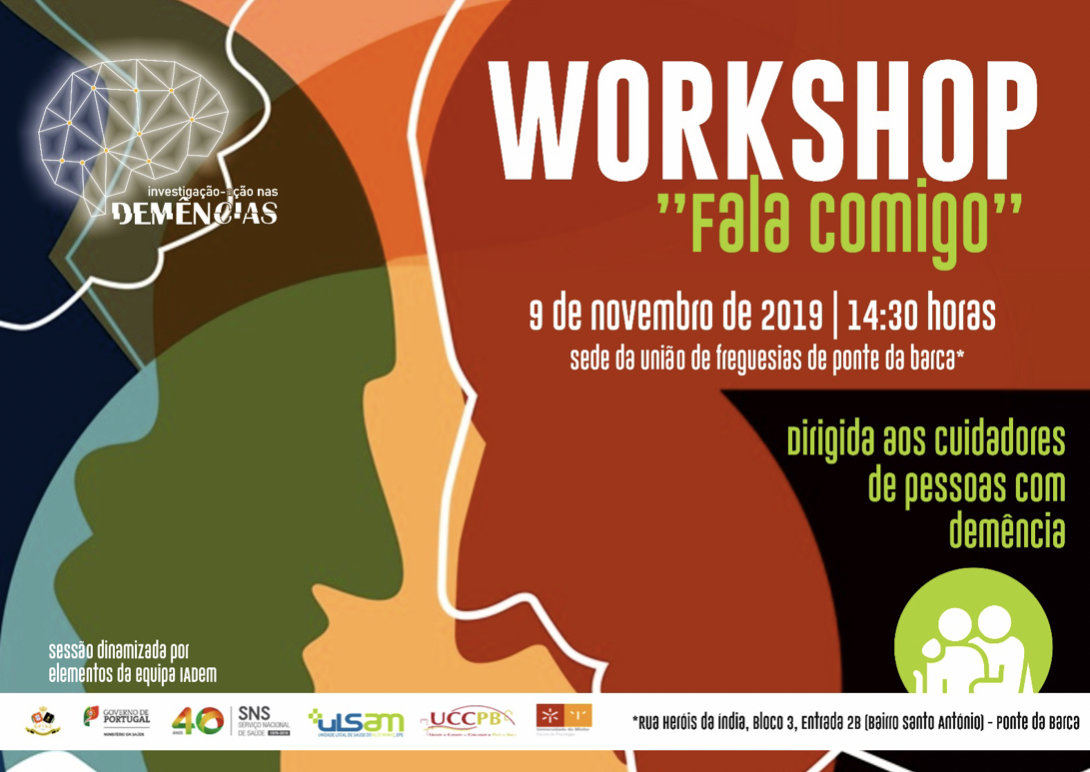 investigação-ação nas
DEMÊNCIAS
WORKSHOP
"Fala comigo"
9 de novembro de 2019 | 14:30 horas
sede da união de freguesias de ponte da barca*
Dirigida aos cuidadores
de pessoas com
demência
sessão dinamizada por
elementos da equipa IADEM
GOVERNO DE
PORTUGAL
MINISTÉRIO DA SAÚDE
40
ANOS
SNS
SERVIÇO NACIONAL
DE SAÚDE
ulsam
UCCPB
Universidade do Minho
*Rua Heróis da Índia, Bloco 3, Entrada 2B (Bairro Santo António) - Ponte da Barca